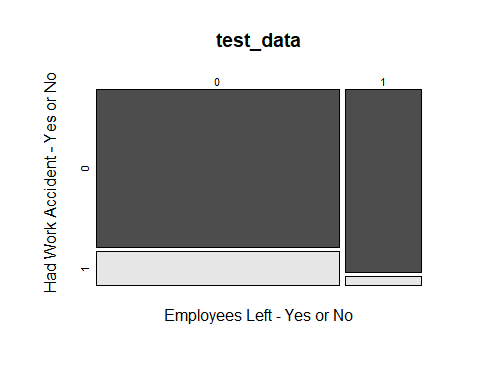 test_data
0 1
Had Work Accident - Yes or No
0
1
Employees Left - Yes or No